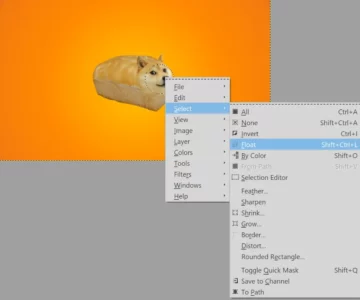 File
Edit
Select
View
Image
Layer
Colors
Tools
Filters
Windows
Help
All Ctrl+A
None Shift+Ctrl+A
Invert Ctrl+I
Float Shift+Ctrl+L
By Color Shift+O
Selection Editor
Feather...
Sharpen
Shrink...
Grow...
Border...
Distort...
Rounded Rectangle...
Toggle Quick Mask Shift+Q
Save to Channel
To Path